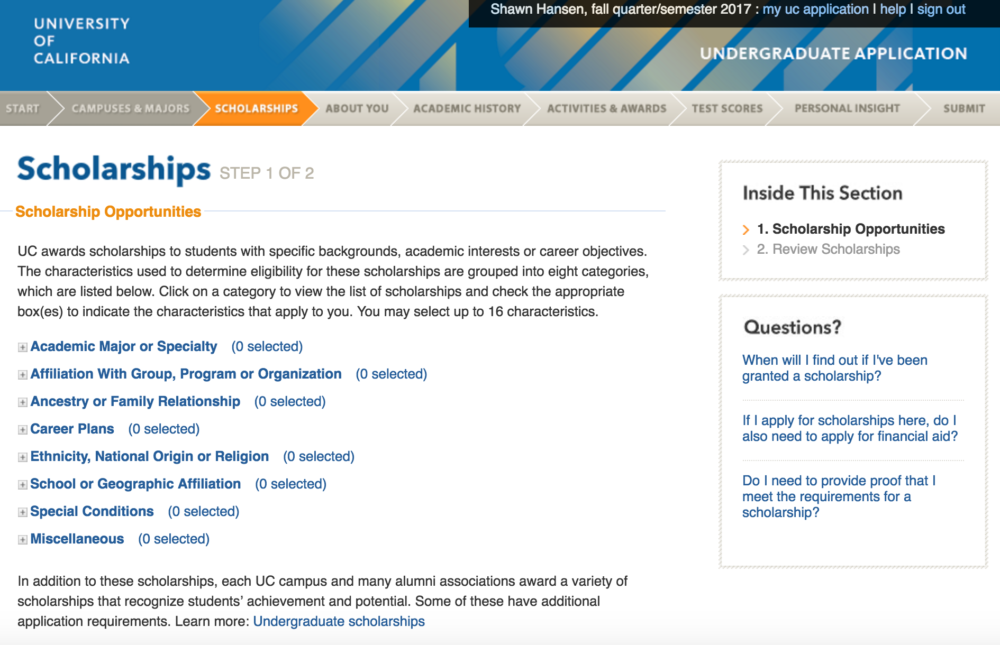 Shawn Hansen, fall quarter/semester 2017 : my uc application | help | sign out
UNIVERSITY
OF
CALIFORNIA
UNDERGRADUATE APPLICATION
START CAMPUSES & MAJORS SCHOLARSHIPS ABOUT YOU ACADEMIC HISTORY ACTIVITIES & AWARDS TEST SCORES PERSONAL INSIGHT SUBMIT
Scholarships STEP 1 OF 2
Scholarship Opportunities
UC awards scholarships to students with specific backgrounds, academic interests or career objectives.
The characteristics used to determine eligibility for these scholarships are grouped into eight categories,
which are listed below. Click on a category to view the list of scholarships and check the appropriate
box(es) to indicate the characteristics that apply to you. You may select up to 16 characteristics.
Academic Major or Specialty (0 selected)
Affiliation With Group, Program or Organization (0 selected)
Ancestry or Family Relationship (0 selected)
Career Plans (0 selected)
Ethnicity, National Origin or Religion (0 selected)
School or Geographic Affiliation (0 selected)
Special Conditions (0 selected)
Miscellaneous (0 selected)
In addition to these scholarships, each UC campus and many alumni associations award a variety of
scholarships that recognize students’ achievement and potential. Some of these have additional
application requirements. Learn more: Undergraduate scholarships
Inside This Section
1. Scholarship Opportunities
2. Review Scholarships
Questions?
When will I find out if I've been
granted a scholarship?
If I apply for scholarships here, do I
also need to apply for financial aid?
Do I need to provide proof that I
meet the requirements for a
scholarship?